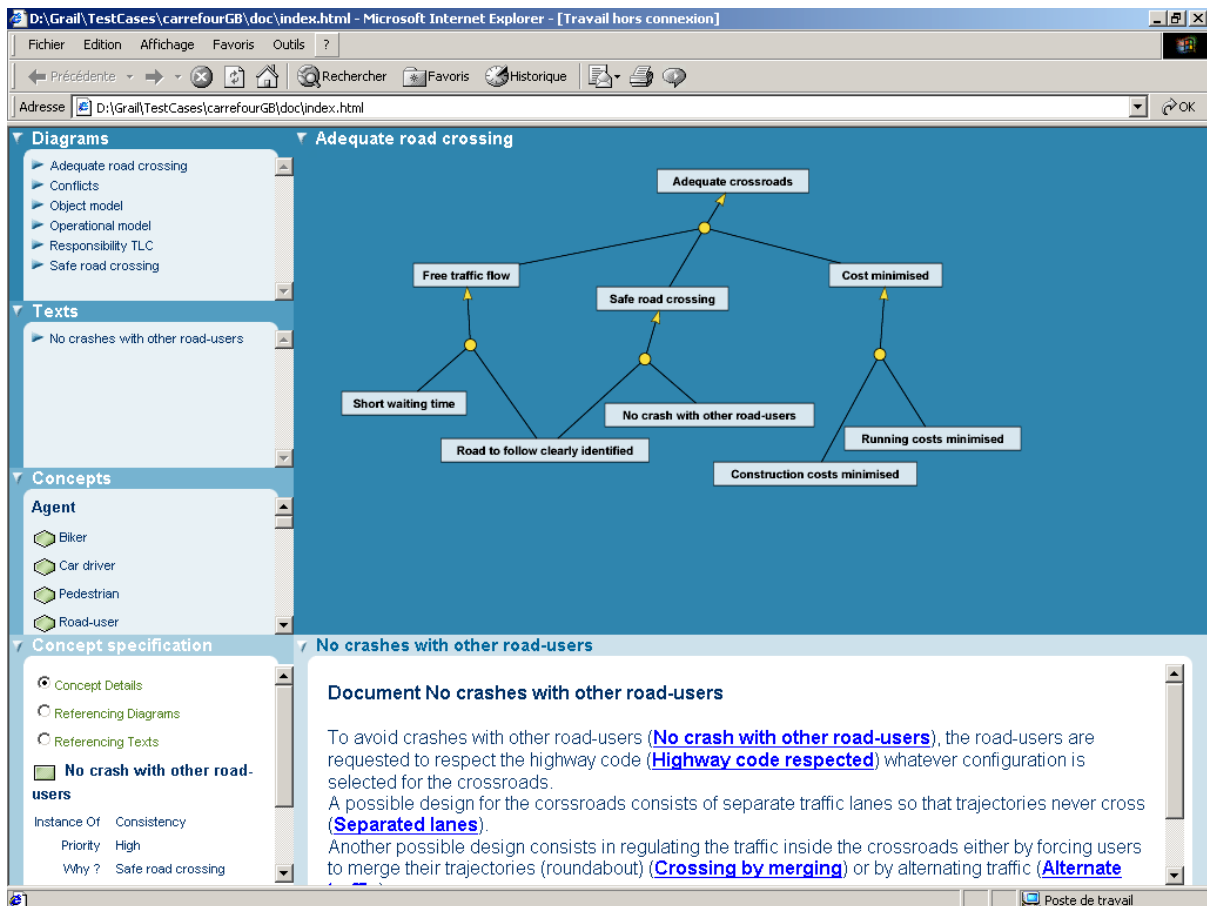 D:\Grail\TestCases\carrefourGB\doc\index.html - Microsoft Internet Explorer - [Travail hors connexion]
Fichier Edition Affichage Favoris Outils ?
Précédente Rechercher Favoris Historique
Adresse D:\Grail\TestCases\carrefourGB\doc\index.html OK
Diagrams
Adequate road crossing
Conflicts
Object model
Operational model
Responsibility TLC
Safe road crossing
Texts
No crashes with other road-users
Concepts
Agent
Biker
Car driver
Pedestrian
Road-user
Concept specification
Concept Details
Referencing Diagrams
Referencing Texts
No crash with other road-
users
Instance Of Consistency
Priority High
Why ? Safe road crossing
Adequate road crossing
Adequate crossroads
Free traffic flow
Cost minimised
Safe road crossing
Short waiting time
No crash with other road-users
Road to follow clearly identified
Running costs minimised
Construction costs minimised
No crashes with other road-users
Document No crashes with other road-users
To avoid crashes with other road-users (No crash with other road-users), the road-users are
requested to respect the highway code (Highway code respected) whatever configuration is
selected for the crossroads.
A possible design for the corssroads consists of separate traffic lanes so that trajectories never cross
(Separated lanes).
Another possible design consists in regulating the traffic inside the crossroads either by forcing users
to merge their trajectories (roundabout) (Crossing by merging) or by alternating traffic (Alternate
Poste de travail